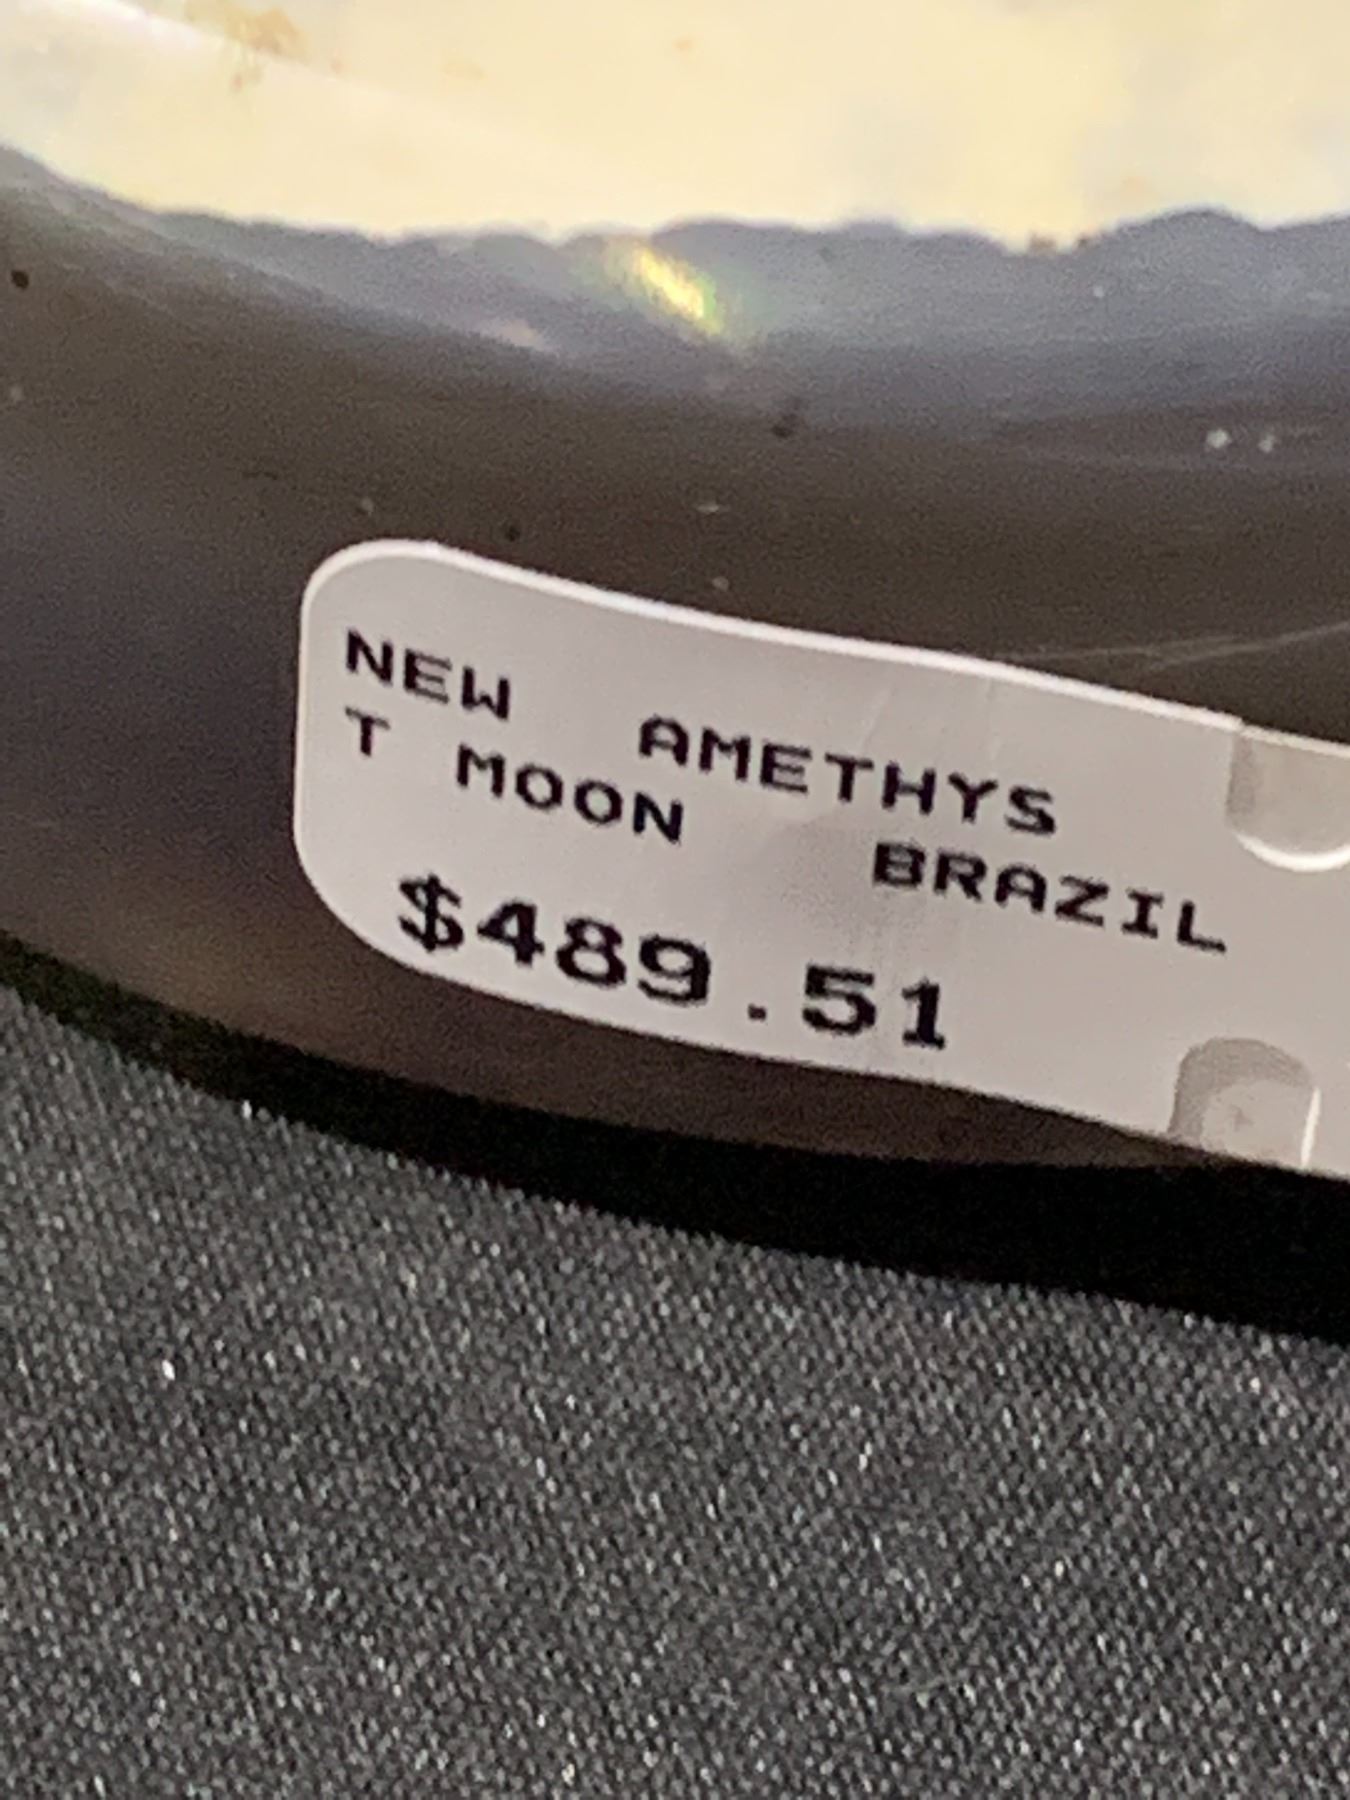 NEW AMETHYS
T MOON BRAZIL
$489.51